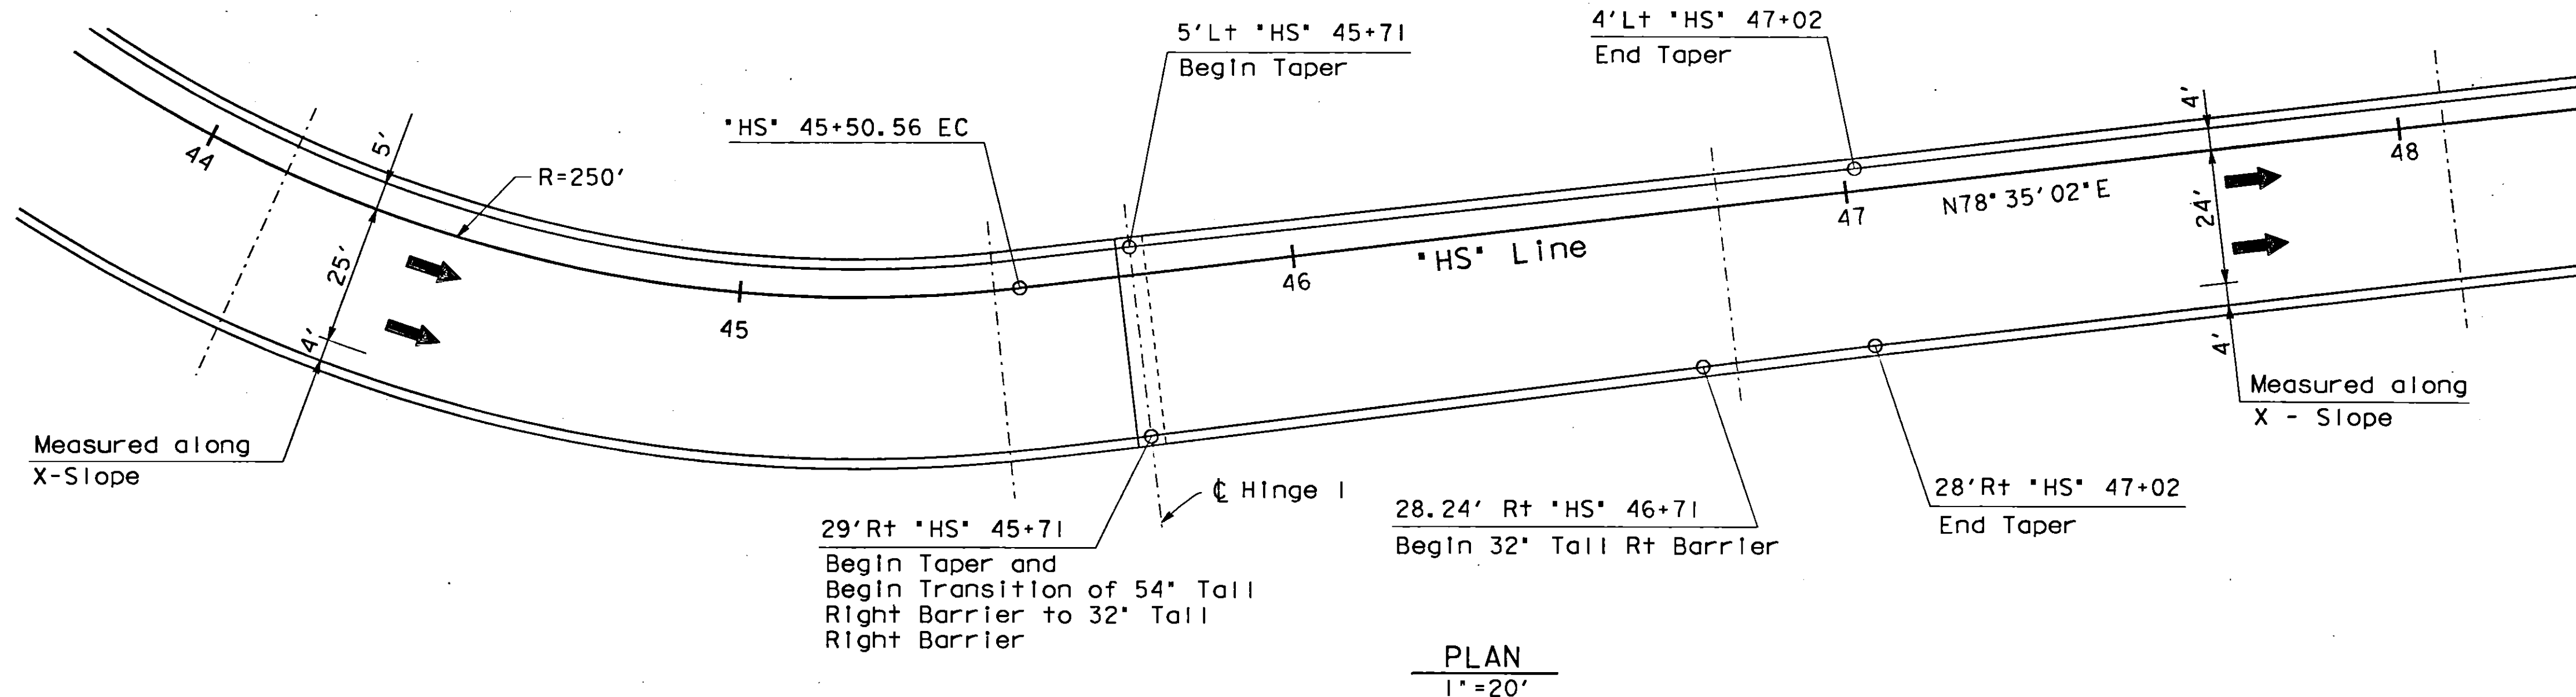 5'Lt "HS" 45+71
Begin Taper
4'Lt "HS" 47+02
End Taper
"HS" 45+50.56 EC
44
5'
R=250'
25'
4'
45
46
"HS" Line
47
N78°35'02"E
4'
24'
4'
48
Measured along
X-Slope
Measured along
X - Slope
℄ Hinge 1
29'Rt "HS" 45+71
Begin Taper and
Begin Transition of 54" Tall
Right Barrier to 32" Tall
Right Barrier
28.24' Rt "HS" 46+71
Begin 32" Tall Rt Barrier
28'Rt "HS" 47+02
End Taper
PLAN
1"=20'